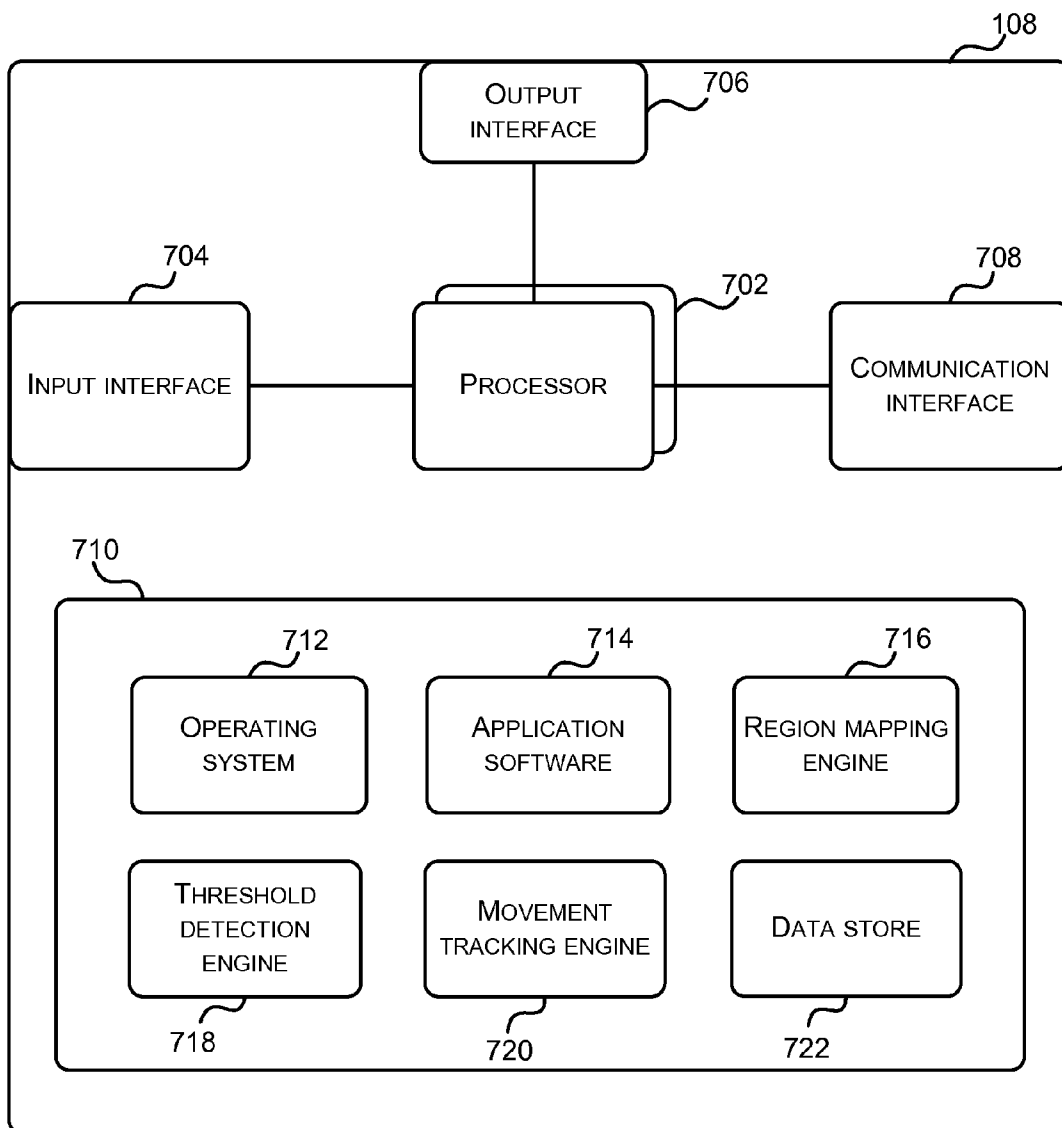 108
OUTPUT
INTERFACE
706
704
702
708
INPUT INTERFACE
PROCESSOR
COMMUNICATION
INTERFACE
710
712
714
716
OPERATING
SYSTEM
APPLICATION
SOFTWARE
REGION MAPPING
ENGINE
THRESHOLD
DETECTION
ENGINE
MOVEMENT
TRACKING ENGINE
DATA STORE
718
720
722